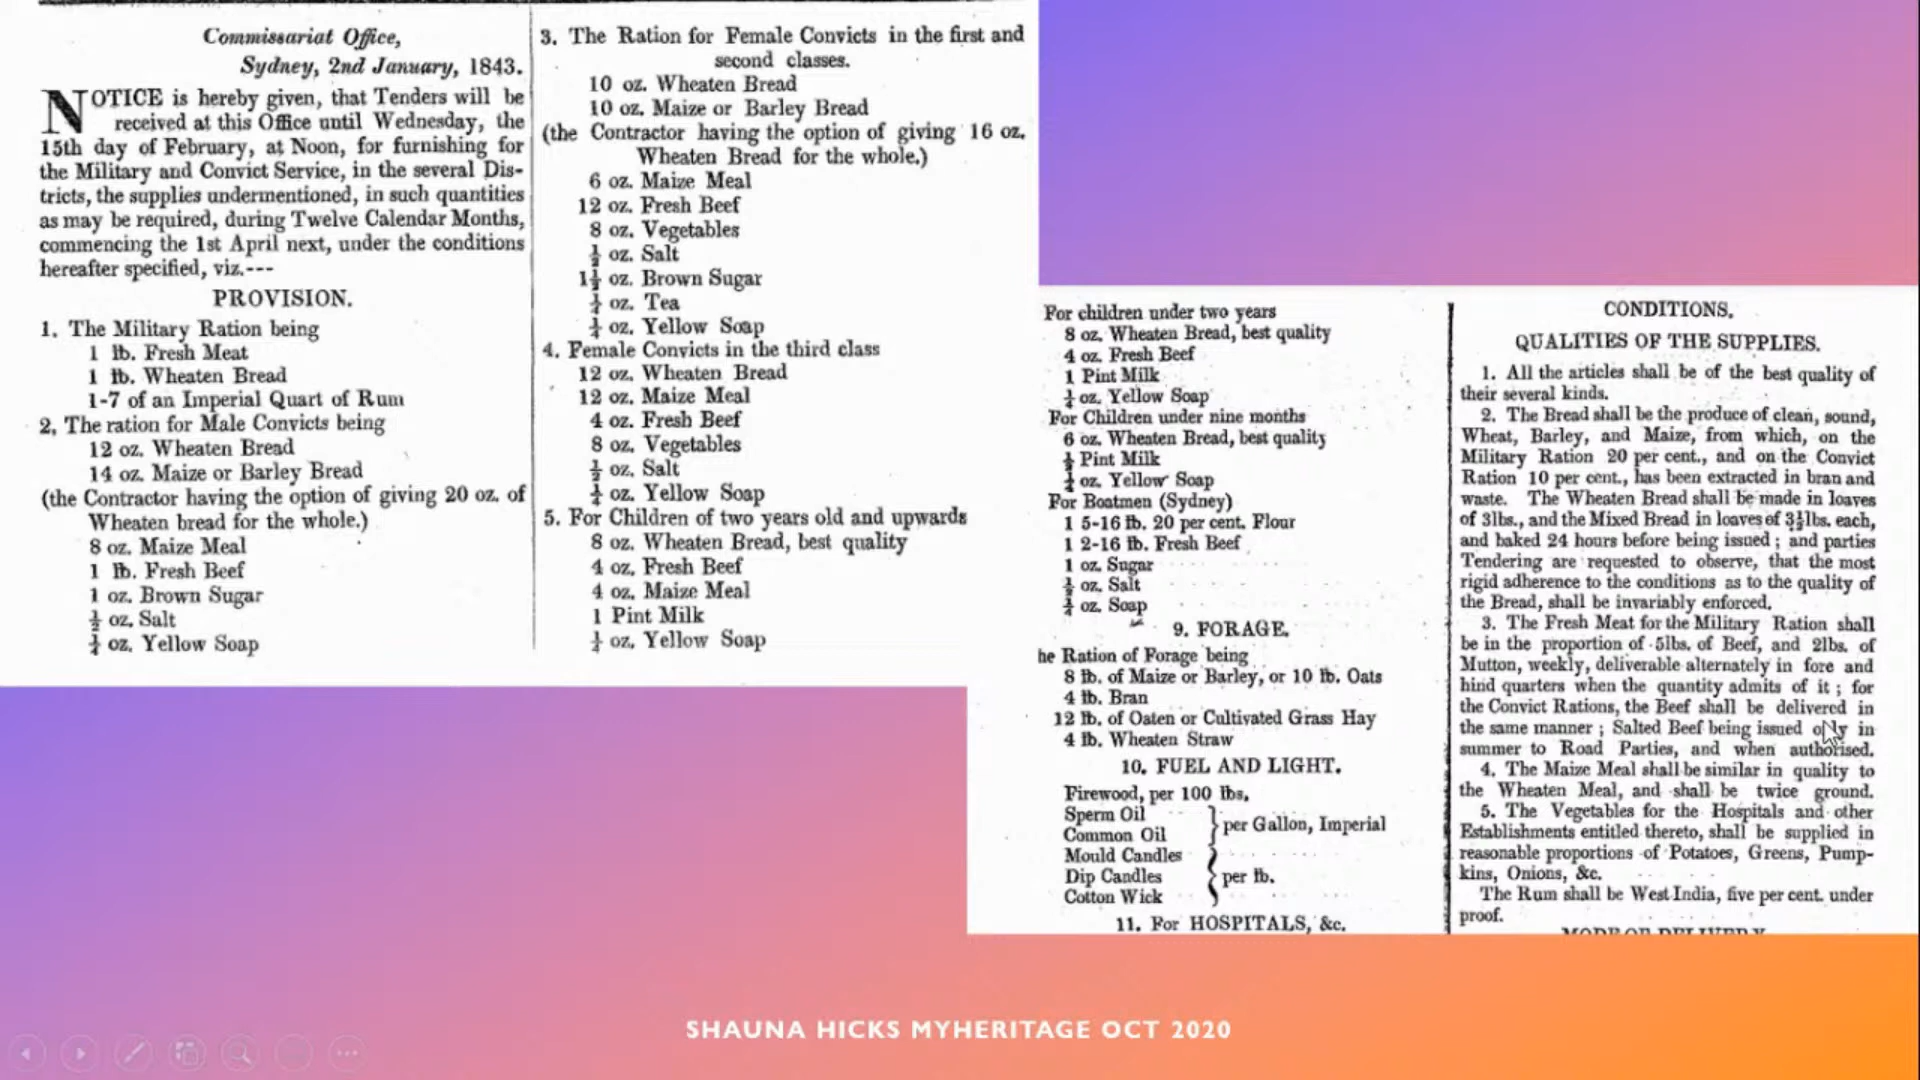 Commissariat Office,
Sydney, 2nd January, 1843.
NOTICE is hereby given, that Tenders will be
received at this Office until Wednesday, the
15th day of February, at Noon, for furnishing for
the Military and Convict Service, in the several Dis-
tricts, the supplies undermentioned, in such quantities
as may be required, during Twelve Calendar Months,
commencing the 1st April next, under the conditions
hereafter specified, viz.---
PROVISION.
1. The Military Ration being
1 lb. Fresh Meat
1 lb. Wheaten Bread
1-7 of an Imperial Quart of Rum
2, The ration for Male Convicts being
12 oz. Wheaten Bread
14 oz. Maize or Barley Bread
(the Contractor having the option of giving 20 oz. of
Wheaten bread for the whole.)
8 oz. Maize Meal
1 lb. Fresh Beef
1 oz. Brown Sugar
½ oz. Salt
¼ oz. Yellow Soap
3. The Ration for Female Convicts in the first and
second classes.
10 oz. Wheaten Bread
10 oz. Maize or Barley Bread
(the Contractor having the option of giving 16 oz.
Wheaten Bread for the whole.)
6 oz. Maize Meal
12 oz. Fresh Beef
8 oz. Vegetables
½ oz. Salt
oz. Brown Sugar
oz. Tea
¼ oz. Yellow Soap
4. Female Convicts in the third class
12 oz. Wheaten Bread
12 oz. Maize Meal
4 oz. Fresh Beef
8 oz. Vegetables
½ oz. Salt
¼ oz. Yellow Soap
5. For Children of two years old and upwards
8 oz. Wheaten Bread, best quality
4 oz. Fresh Beef
4 oz. Maize Meal
1 Pint Milk
¼ oz. Yellow Soap
For children under two years
8 oz. Wheaten Bread, best quality
4 oz. Fresh Beef
1 Pint Milk
¼ oz. Yellow Soap
For Children under nine months
6 oz. Wheaten Bread, best quality
Pint Milk
oz. Yellow Soap
For Boatmen (Sydney)
1 5-16 lb. 20 per cent. Flour
1 2-16 lb. Fresh Beef
1 oz. Sugar
½ oz. Salt
¼ oz. Soap
9. FORAGE.
he Ration of Forage being
8 lb. of Maize or Barley, or 10 lb. Oats
4 lb. Bran
12 lb. of Oaten or Cultivated Grass Hay
4 lb. Wheaten Straw
10. FUEL AND LIGHT.
Firewood, per 100 lbs.
Sperm Oil
Common Oil
per Gallon, Imperial
Mould Candles
Dip Candles
Cotton Wick
per lb.
11. For HOSPITALS, &c.
CONDITIONS.
QUALITIES OF THE SUPPLIES.
1. All the articles shall be of the best quality of
their several kinds.
2. The Bread shall be the produce of clean, sound,
Wheat, Barley, and Maize, from which, on the
Military Ration 20 per cent., and on the Convict
Ration 10 per cent., has been extracted in bran and
waste. The Wheaten Bread shall be made in loaves
of 3lbs., and the Mixed Bread in loaves of 3½lbs. each,
and baked 24 hours before being issued ; and parties
Tendering are requested to observe, that the most
rigid adherence to the conditions as to the quality of
the Bread, shall be invariably enforced.
3. The Fresh Meat for the Military Ration shall
be in the proportion of 5lbs. of Beef, and 2lbs. of
Mutton, weekly, deliverable alternately in fore and
hind quarters when the quantity admits of it ; for
the Convict Rations, the Beef shall be delivered in
the same manner ; Salted Beef being issued only in
summer to Road Parties, and when authorised.
4. The Maize Meal shall be similar in quality to
the Wheaten Meal, and shall be twice ground.
5. The Vegetables for the Hospitals and other
Establishments entitled thereto, shall be supplied in
reasonable proportions of Potatoes, Greens, Pump-
kins, Onions, &c.
The Rum shall be West India, five per cent. under
proof.
MODE OF DELIVERY
SHAUNA HICKS MYHERITAGE OCT 2020